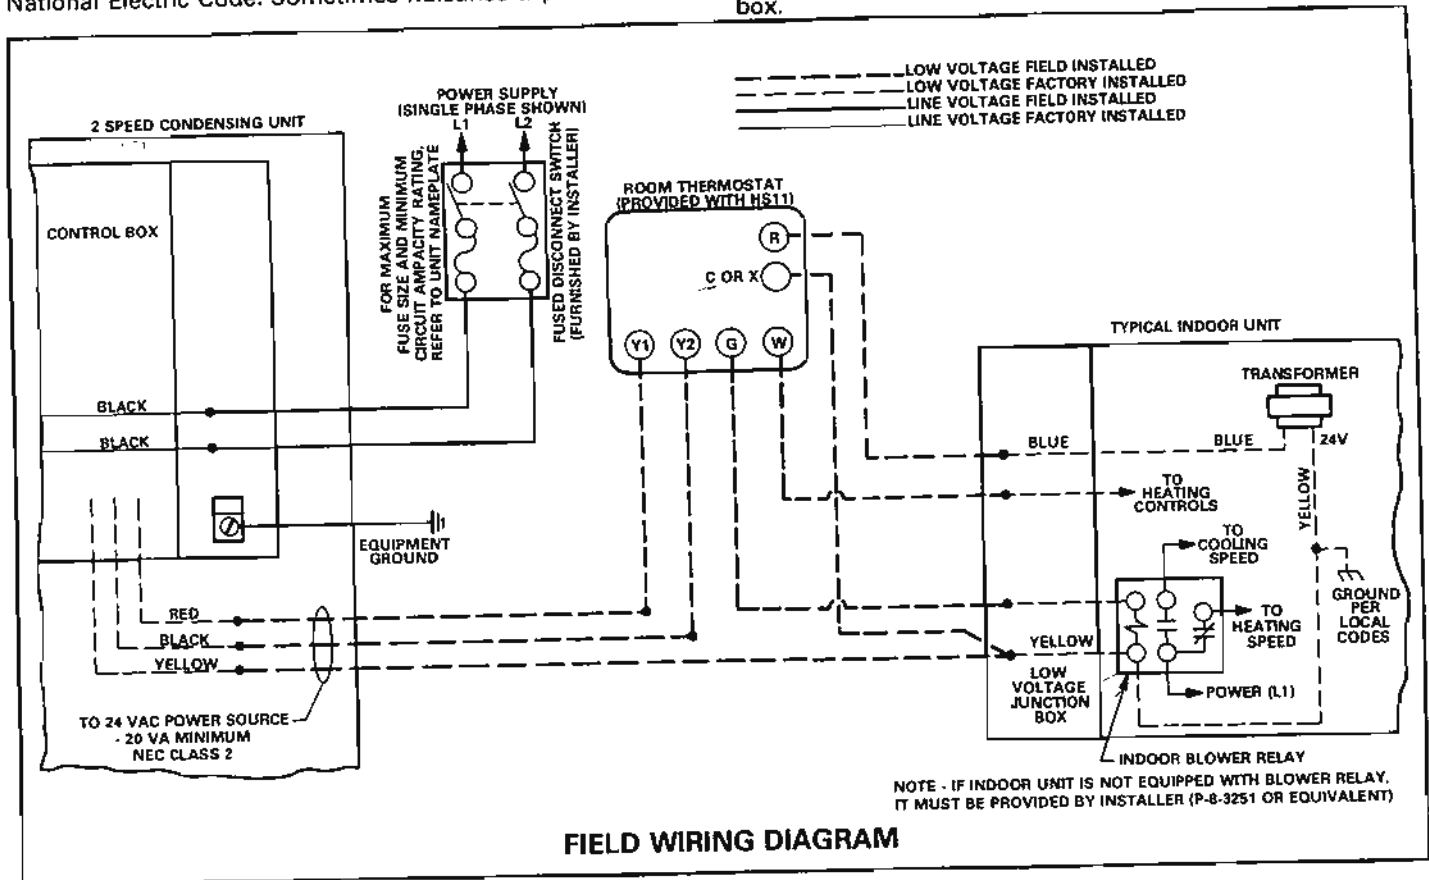 National Electric Code. Sometimes
box.
LOW VOLTAGE FIELD INSTALLED
LOW VOLTAGE FACTORY INSTALLED
LINE VOLTAGE FIELD INSTALLED
LINE VOLTAGE FACTORY INSTALLED
POWER SUPPLY
(SINGLE PHASE SHOWN)
L1
L2
2 SPEED CONDENSING UNIT
CONTROL BOX
FOR MAXIMUM
FUSE SIZE AND MINIMUM
CIRCUIT AMPACITY RATING,
REFER TO UNIT NAMEPLATE
FUSED DISCONNECT SWITCH
(FURNISHED BY INSTALLER)
ROOM THERMOSTAT
(PROVIDED WITH HS11)
R
C OR X
Y1
Y2
G
W
TYPICAL INDOOR UNIT
TRANSFORMER
24V
BLUE
BLUE
YELLOW
BLACK
BLACK
TO
HEATING
CONTROLS
TO
COOLING
SPEED
EQUIPMENT
GROUND
GROUND
PER
LOCAL
CODES
TO
HEATING
SPEED
RED
BLACK
YELLOW
YELLOW
LOW
VOLTAGE
JUNCTION
BOX
POWER (L1)
TO 24 VAC POWER SOURCE
- 20 VA MINIMUM
NEC CLASS 2
INDOOR BLOWER RELAY
NOTE - IF INDOOR UNIT IS NOT EQUIPPED WITH BLOWER RELAY,
IT MUST BE PROVIDED BY INSTALLER (P-8-3251 OR EQUIVALENT)
FIELD WIRING DIAGRAM